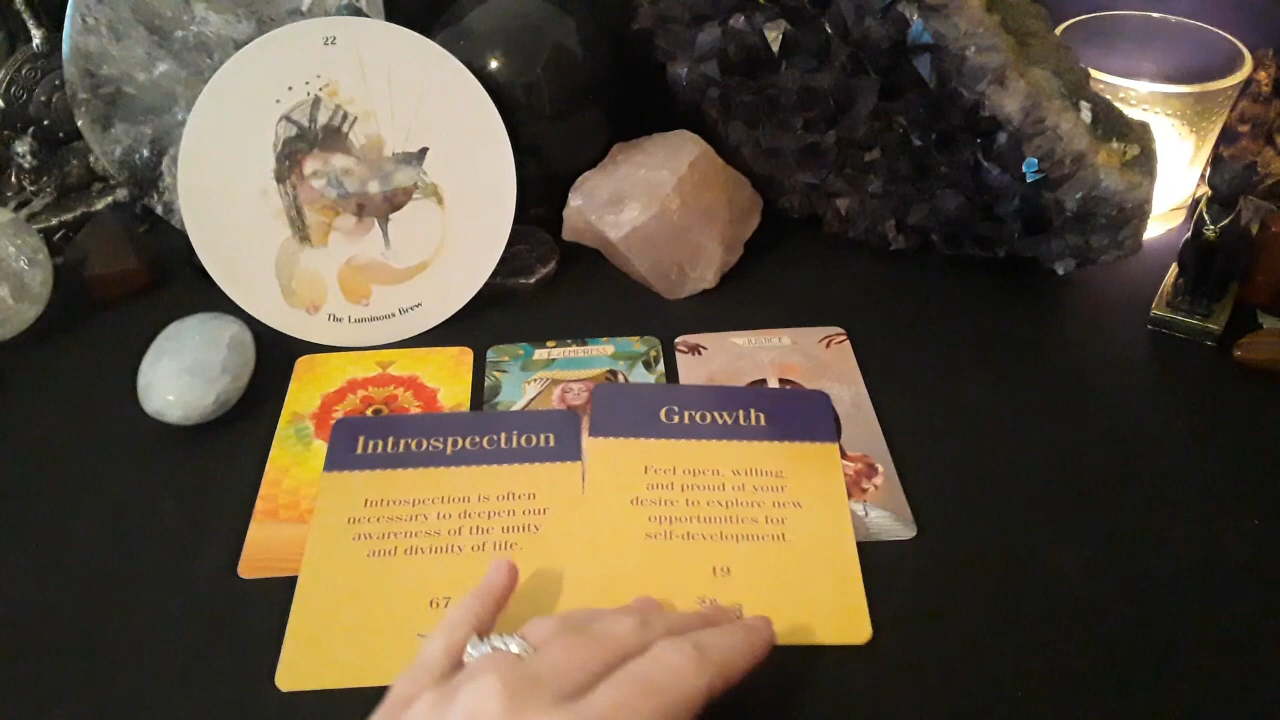 22
The Luminous Brew
THE EMPRESS
JUSTICE
Introspection
Introspection is often
necessary to deepen our
awareness of the unity
and divinity of life.
67
Growth
Feel open, willing,
and proud of your
desire to explore new
opportunities for
self-development.
19